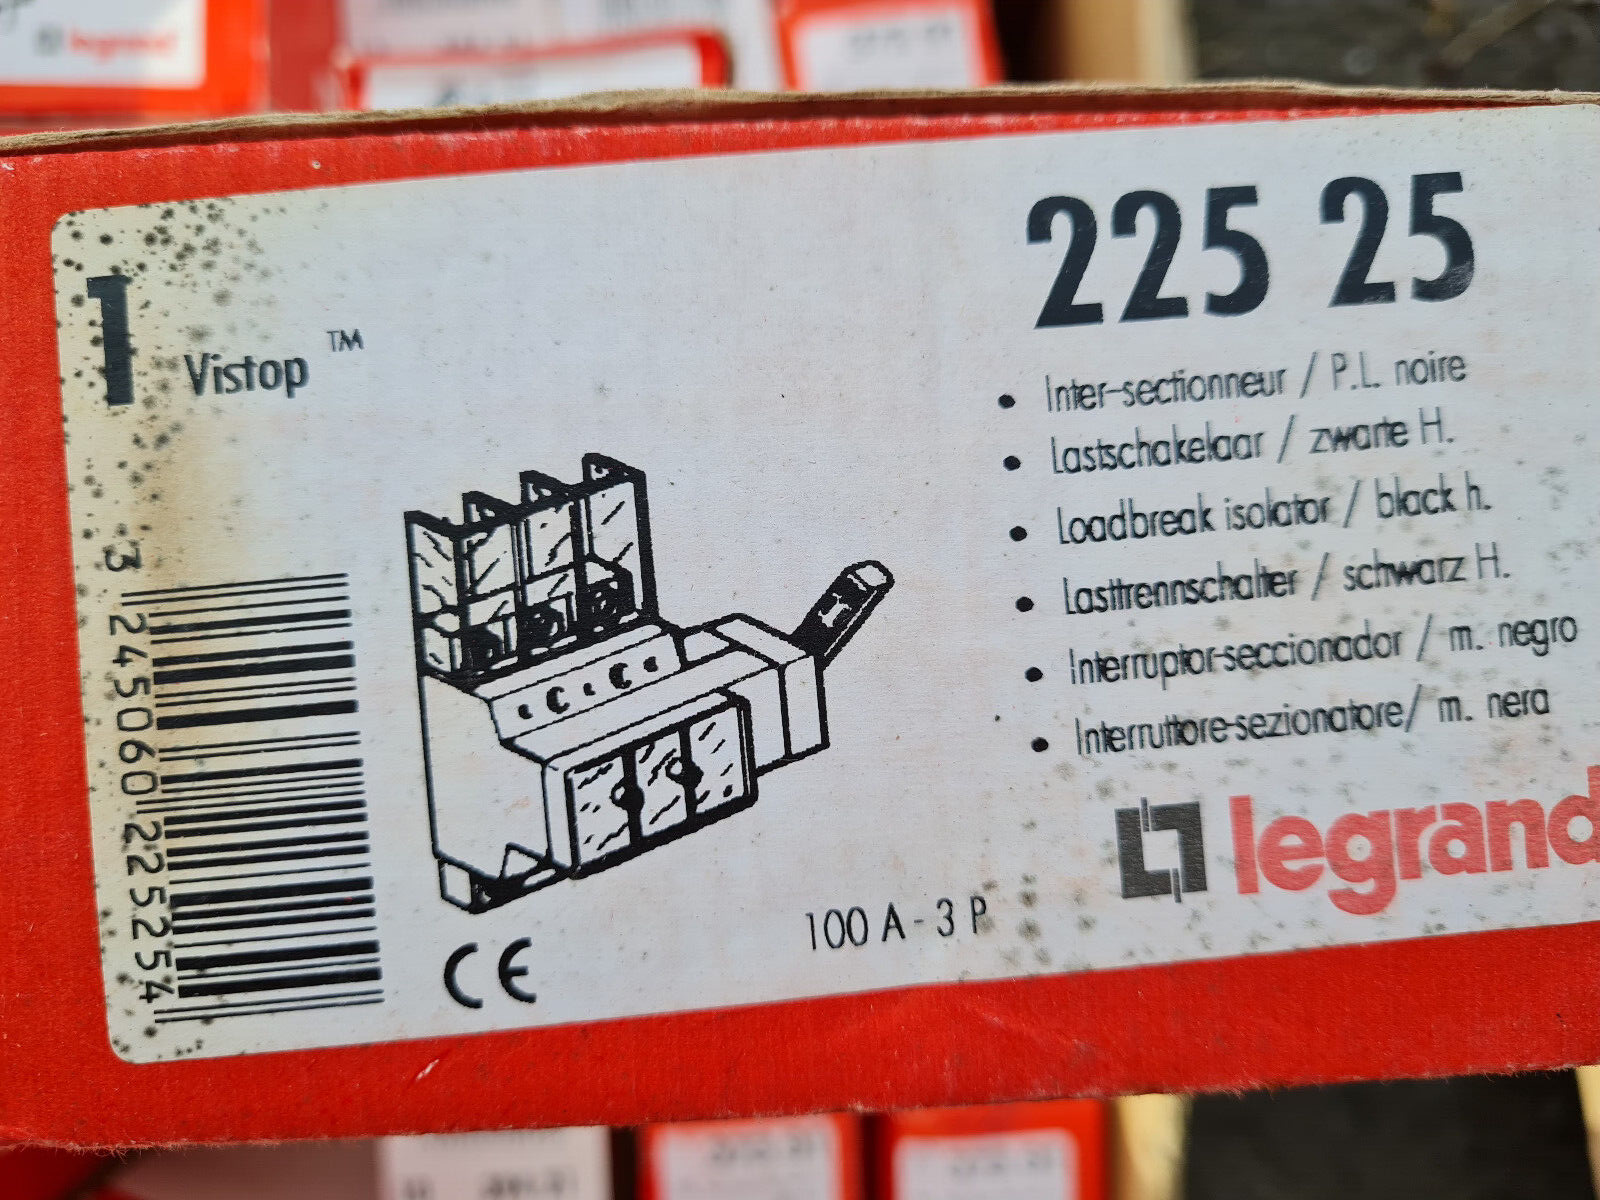 legrand
225 25
1
Vistop ™
• Inter-sectionneur / P.L. noire
• Lastschakelaar / zwarte H.
• Loadbreak isolator / black h.
• Lasttrennschalter / schwarz H.
• Interruptor-seccionador / m. negro
• Interruttore-sezionatore/ m. nera
legrand
100 A - 3 P
CE
3 245060 225254